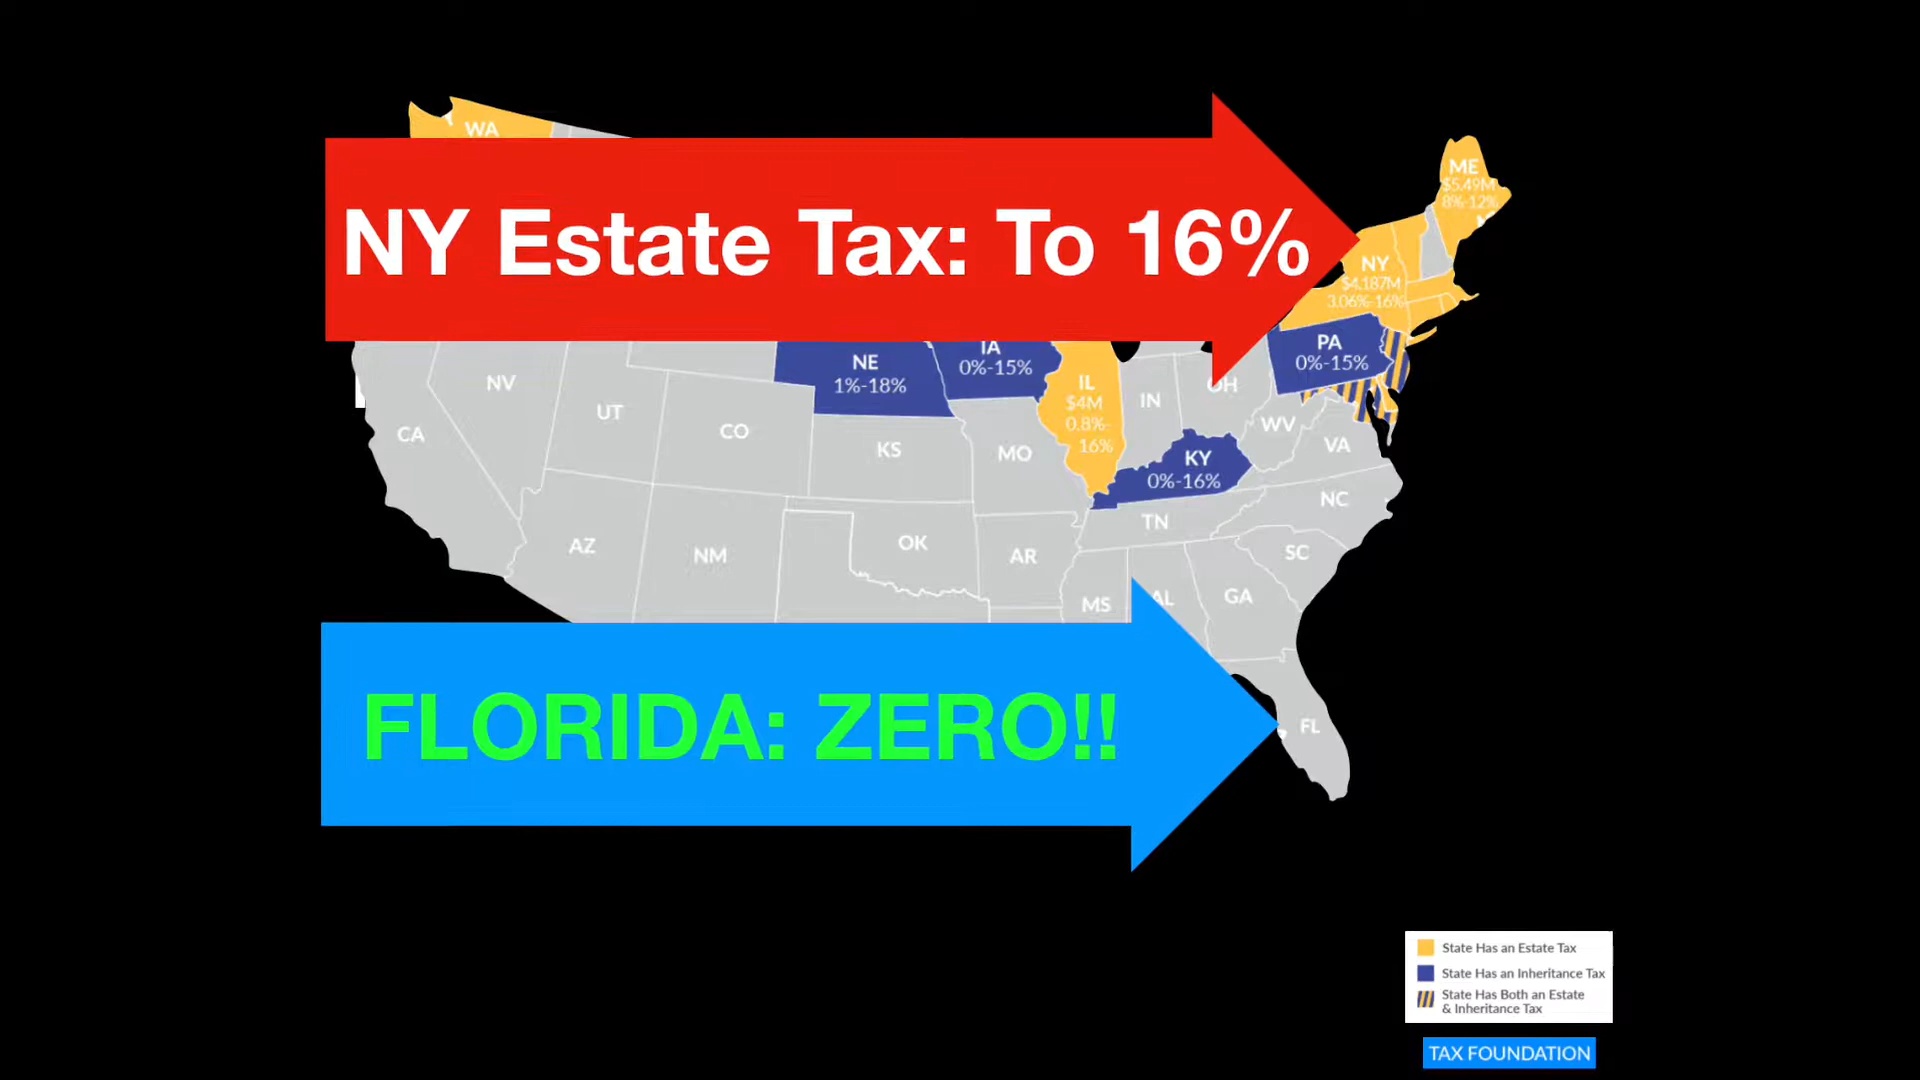 WA
NY Estate Tax: To 16%
ME
$5.49M
8%-12%
NY
$4.187M
3.06%-16%
PA
0%-15%
NE
1%-18%
IA
0%-15%
IL
$4M
0.8%-
16%
IN
OH
NV
UT
CO
CA
KS
MO
WV
VA
KY
0%-16%
NC
TN
AZ
NM
OK
AR
SC
MS
AL
GA
FLORIDA: ZERO!!
FL
State Has an Estate Tax
State Has an Inheritance Tax
State Has Both an Estate
& Inheritance Tax
TAX FOUNDATION